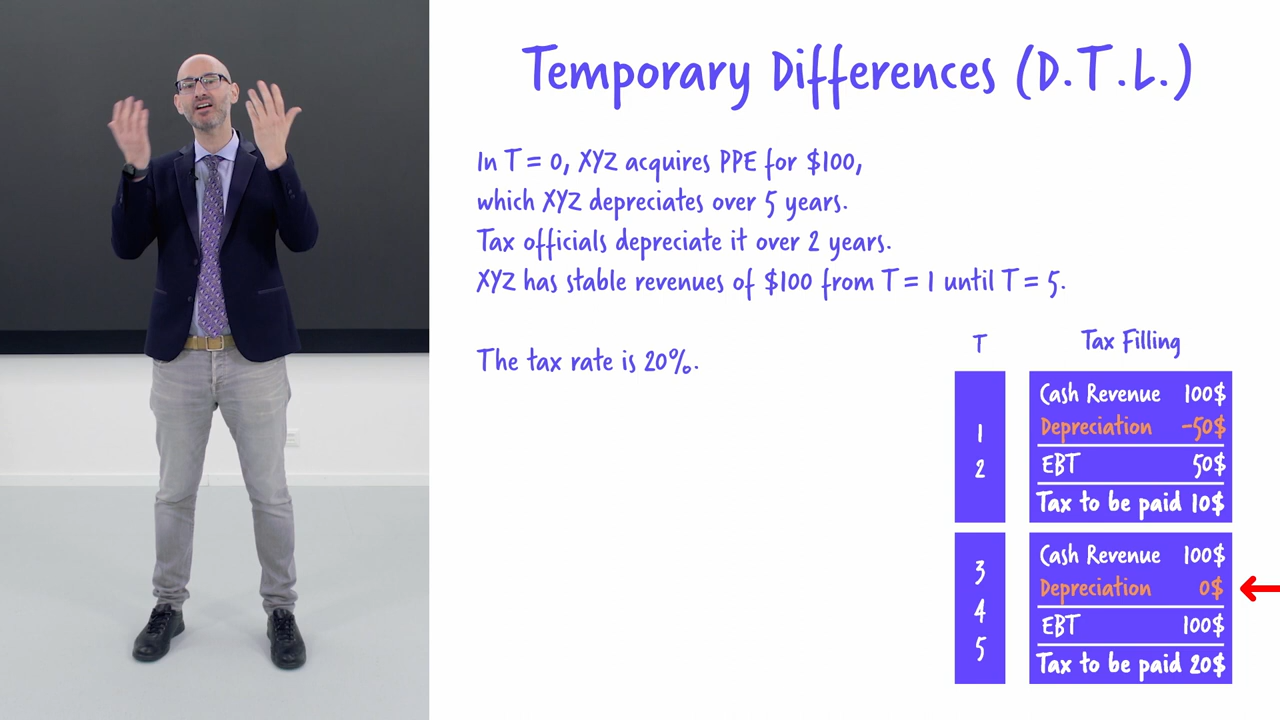 Temporary Differences (D.T.L.)
In T = 0, XYZ acquires PPE for $100,
which XYZ depreciates over 5 years.
Tax officials depreciate it over 2 years.
XYZ has stable revenues of $100 from T = 1 until T = 5.
The tax rate is 20%.
T
Tax Filling
1
2
Cash Revenue 100$
Depreciation -50$
EBT 50$
Tax to be paid 10$
3
4
5
Cash Revenue 100$
Depreciation 0$
EBT 100$
Tax to be paid 20$